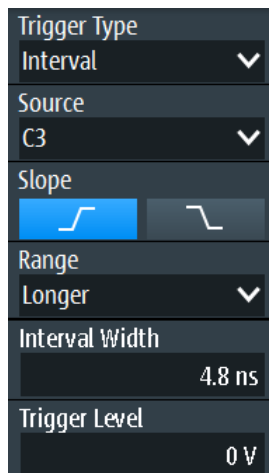 Trigger Type
Interval
Source
C3
Slope
Range
Longer
Interval Width
4.8 ns
Trigger Level
0 V